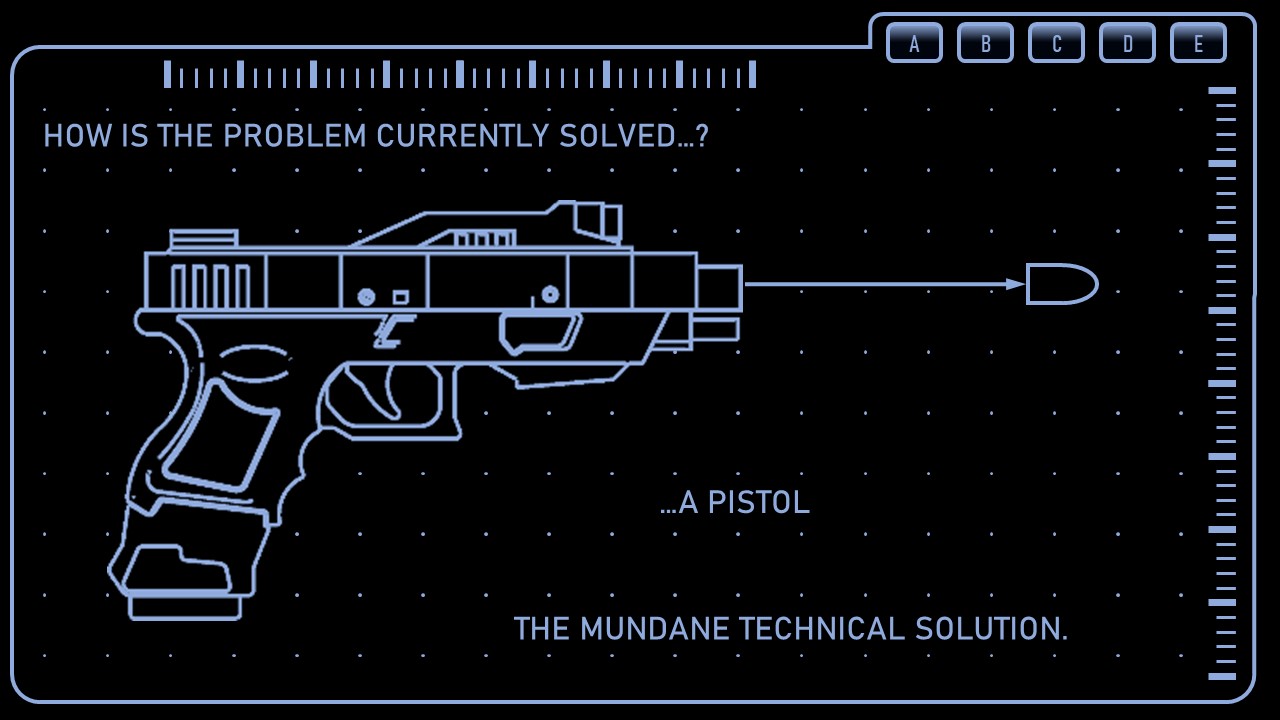 A B C D E
HOW IS THE PROBLEM CURRENTLY SOLVED...?
...A PISTOL
THE MUNDANE TECHNICAL SOLUTION.